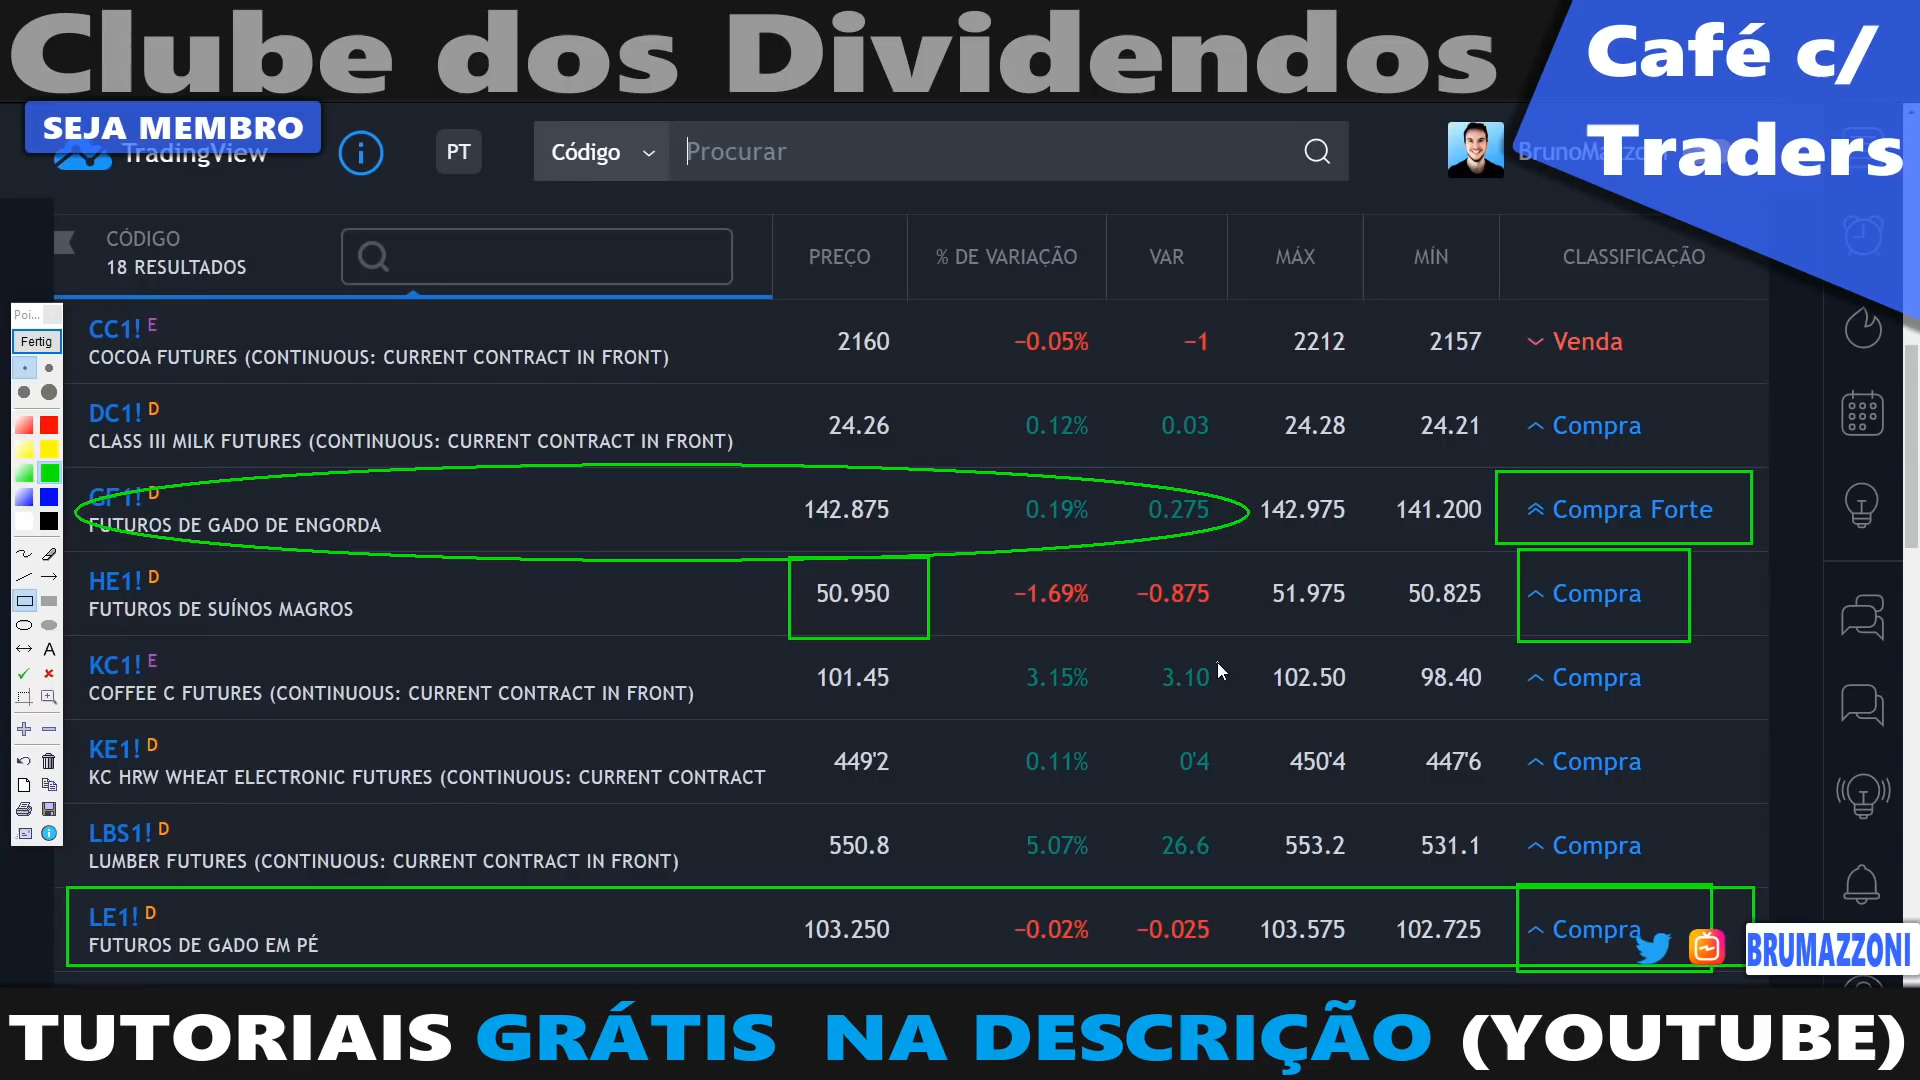 Clube dos Dividendos
Café c/
Traders
SEJA MEMBRO
TradingView
PT
Código
Procurar
CÓDIGO
18 RESULTADOS
PREÇO
% DE VARIAÇÃO
VAR
MÁX
MÍN
CLASSIFICAÇÃO
Poi...
Fertig
CC1! E
COCOA FUTURES (CONTINUOUS: CURRENT CONTRACT IN FRONT)
2160
−0.05%
−1
2212
2157
Venda
DC1! D
CLASS III MILK FUTURES (CONTINUOUS: CURRENT CONTRACT IN FRONT)
24.26
0.12%
0.03
24.28
24.21
Compra
GF1! D
FUTUROS DE GADO DE ENGORDA
142.875
0.19%
0.275
142.975
141.200
Compra Forte
HE1! D
FUTUROS DE SUÍNOS MAGROS
50.950
−1.69%
−0.875
51.975
50.825
Compra
KC1! E
COFFEE C FUTURES (CONTINUOUS: CURRENT CONTRACT IN FRONT)
101.45
3.15%
3.10
102.50
98.40
Compra
KE1! D
KC HRW WHEAT ELECTRONIC FUTURES (CONTINUOUS: CURRENT CONTRACT
449'2
0.11%
0'4
450'4
447'6
Compra
LBS1! D
LUMBER FUTURES (CONTINUOUS: CURRENT CONTRACT IN FRONT)
550.8
5.07%
26.6
553.2
531.1
Compra
LE1! D
FUTUROS DE GADO EM PÉ
103.250
−0.02%
−0.025
103.575
102.725
Compra
BRUMAZZONI
TUTORIAIS GRÁTIS NA DESCRIÇÃO (YOUTUBE)